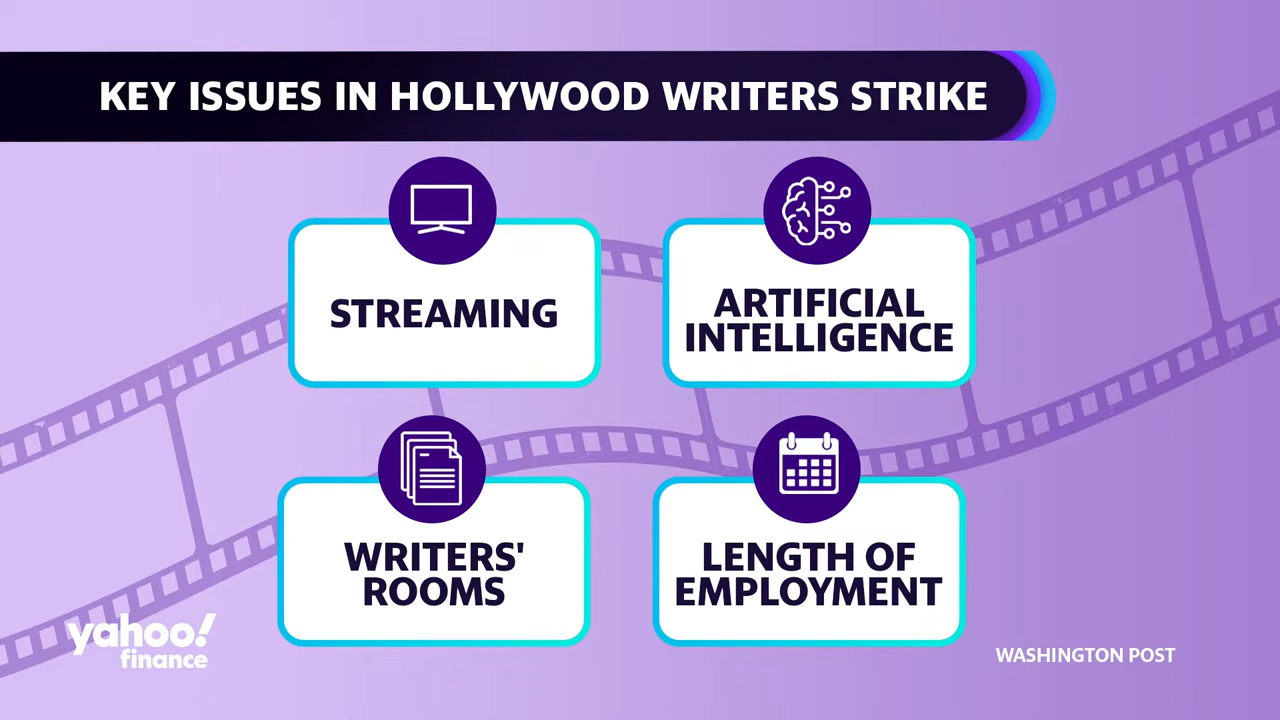 KEY ISSUES IN HOLLYWOOD WRITERS STRIKE
STREAMING
ARTIFICIAL
INTELLIGENCE
WRITERS'
ROOMS
LENGTH OF
EMPLOYMENT
yahoo!
finance
WASHINGTON POST